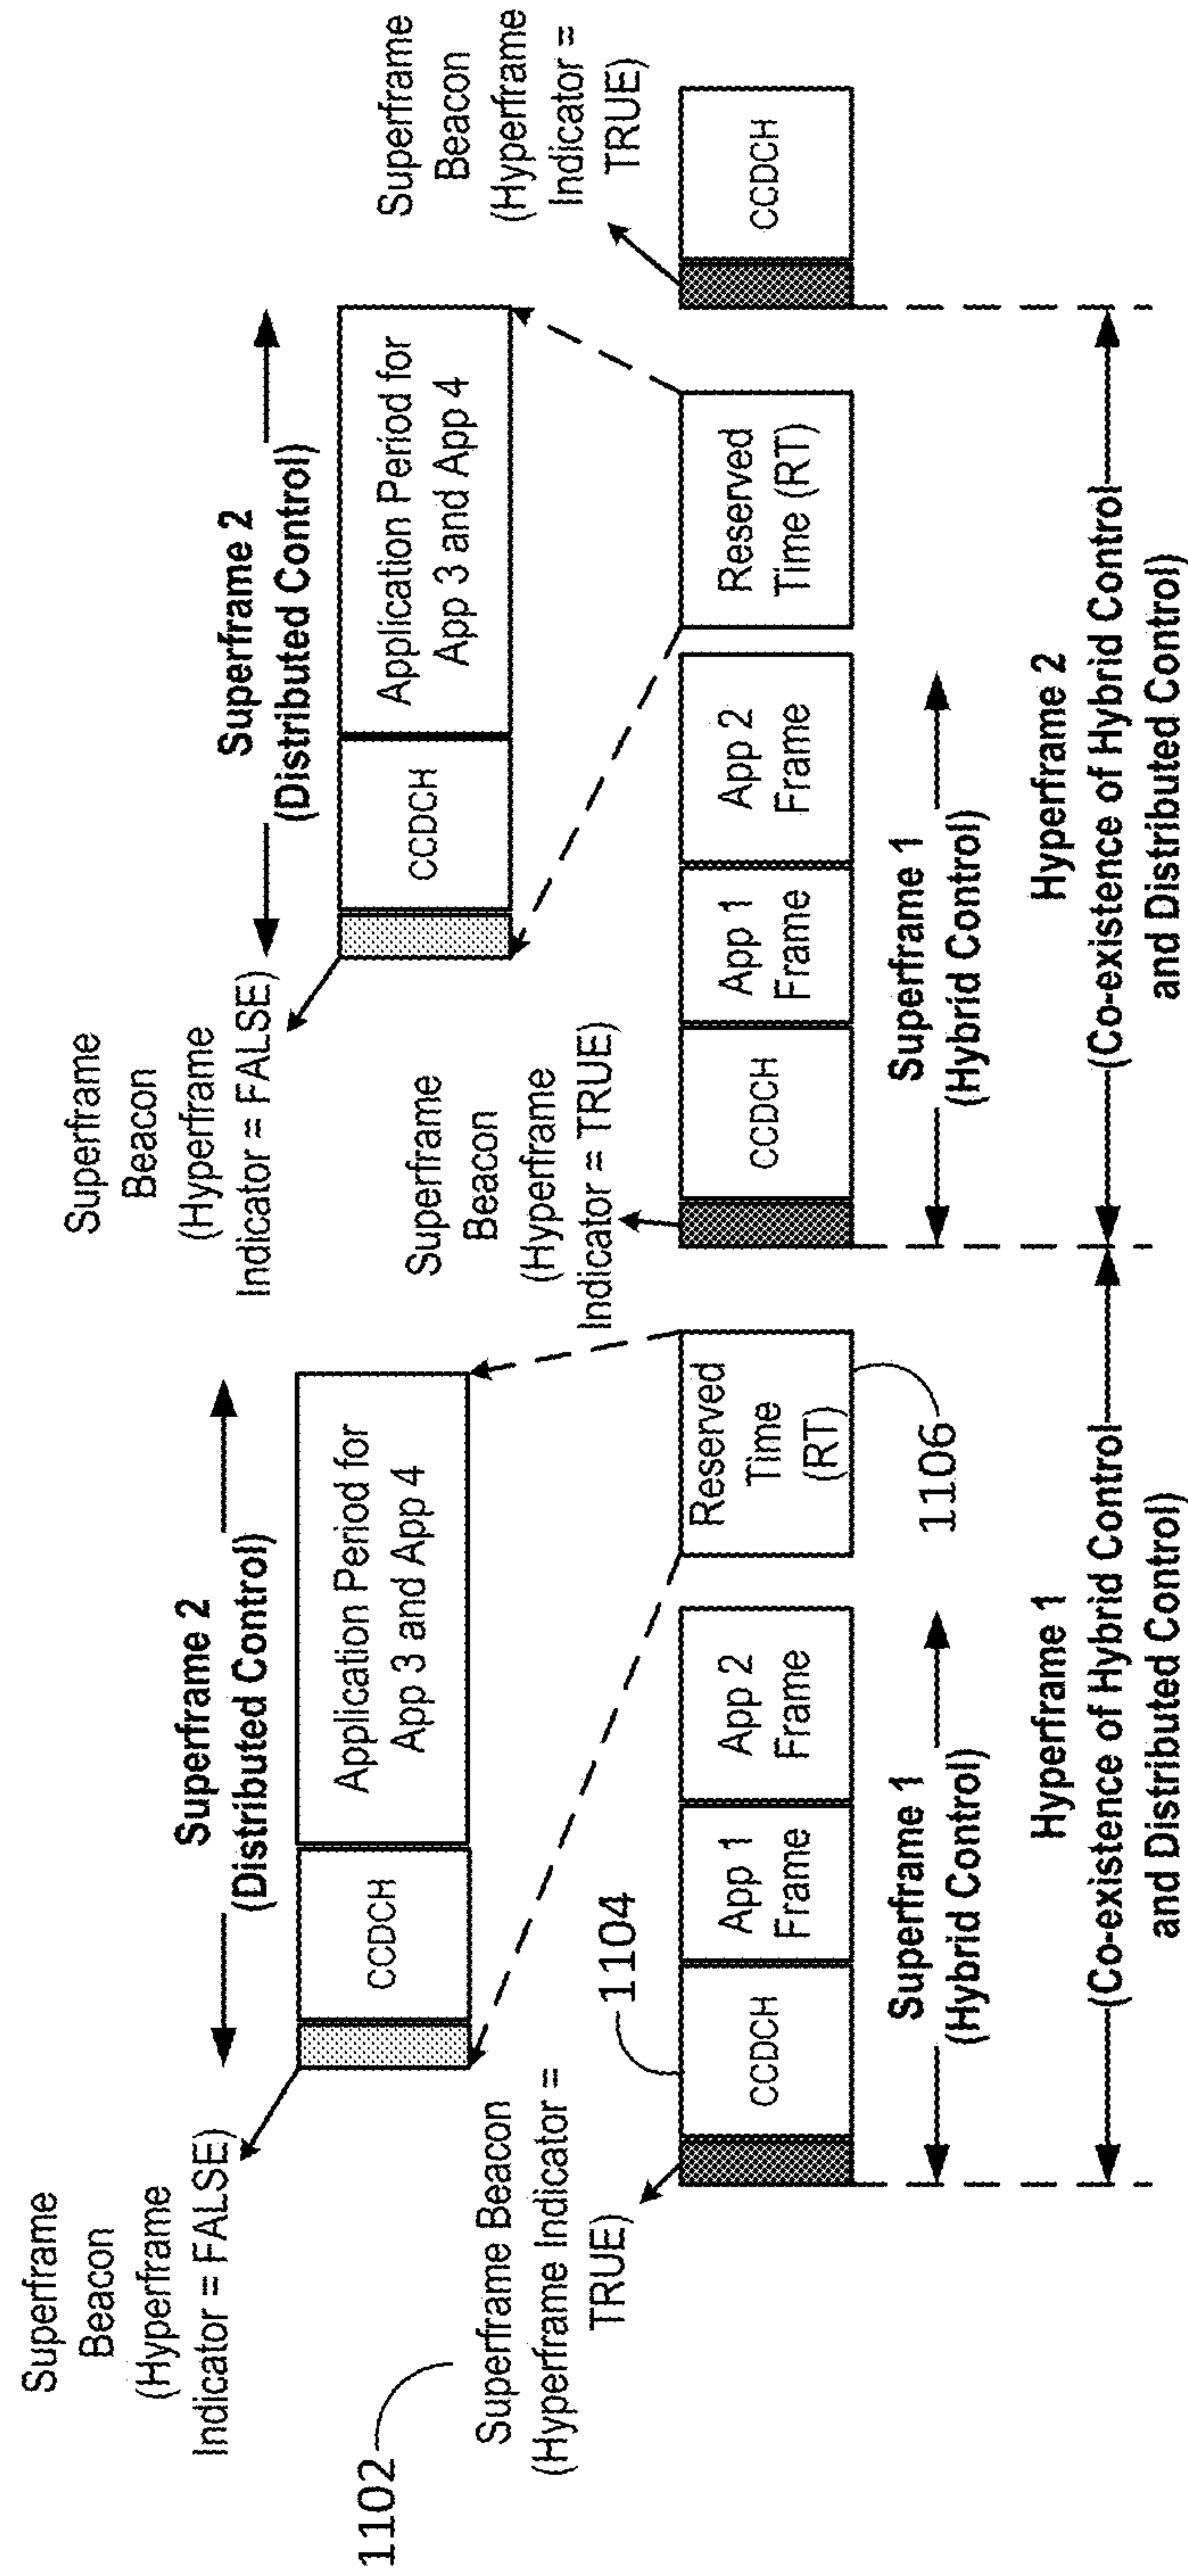 Superframe
Beacon
(Hyperframe
Indicator = FALSE)
Superframe 2
(Distributed Control)
CCDCH
Application Period for
App 3 and App 4
1102
Superframe Beacon
(Hyperframe Indicator =
TRUE)
1104
CCDCH
App 1
Frame
App 2
Frame
Reserved
Time
(RT)
1106
Superframe 1
(Hybrid Control)
Hyperframe 1
(Co-existence of Hybrid Control
and Distributed Control)
Superframe
Beacon
(Hyperframe
Indicator = FALSE)
Superframe 2
(Distributed Control)
CCDCH
Application Period for
App 3 and App 4
Superframe
Beacon
(Hyperframe
Indicator = TRUE)
CCDCH
App 1
Frame
App 2
Frame
Reserved
Time (RT)
Superframe 1
(Hybrid Control)
Hyperframe 2
(Co-existence of Hybrid Control
and Distributed Control)
Superframe
Beacon
(Hyperframe
Indicator =
TRUE)
CCDCH